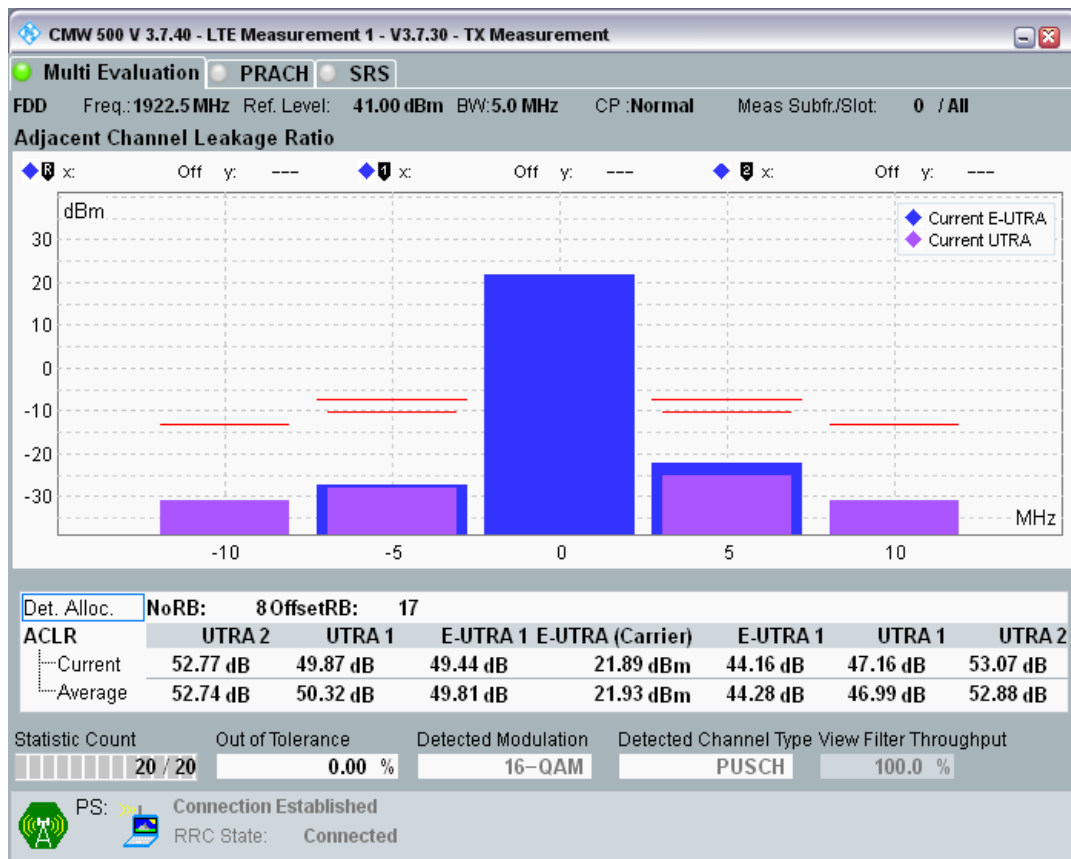 CMW 500 V 3.7.40 - LTE Measurement 1 - V3.7.30 - TX Measurement
Multi Evaluation PRACH SRS
FDD Freq.: 1922.5 MHz Ref. Level: 41.00 dBm BW: 5.0 MHz CP : Normal Meas Subfr./Slot: 0 / All
Adjacent Channel Leakage Ratio
R x: Off y: --- 1 x: Off y: --- 2 x: Off y: ---
dBm
Current E-UTRA
Current UTRA
30
20
10
0
-10
-20
-30
MHz
-10 -5 0 5 10
Det. Alloc. NoRB: 8 OffsetRB: 17
ACLR UTRA 2 UTRA 1 E-UTRA 1 E-UTRA (Carrier) E-UTRA 1 UTRA 1 UTRA 2
Current 52.77 dB 49.87 dB 49.44 dB 21.89 dBm 44.16 dB 47.16 dB 53.07 dB
Average 52.74 dB 50.32 dB 49.81 dB 21.93 dBm 44.28 dB 46.99 dB 52.88 dB
Statistic Count Out of Tolerance Detected Modulation Detected Channel Type View Filter Throughput
20 / 20 0.00 % 16-QAM PUSCH 100.0 %
PS: Connection Established
RRC State: Connected